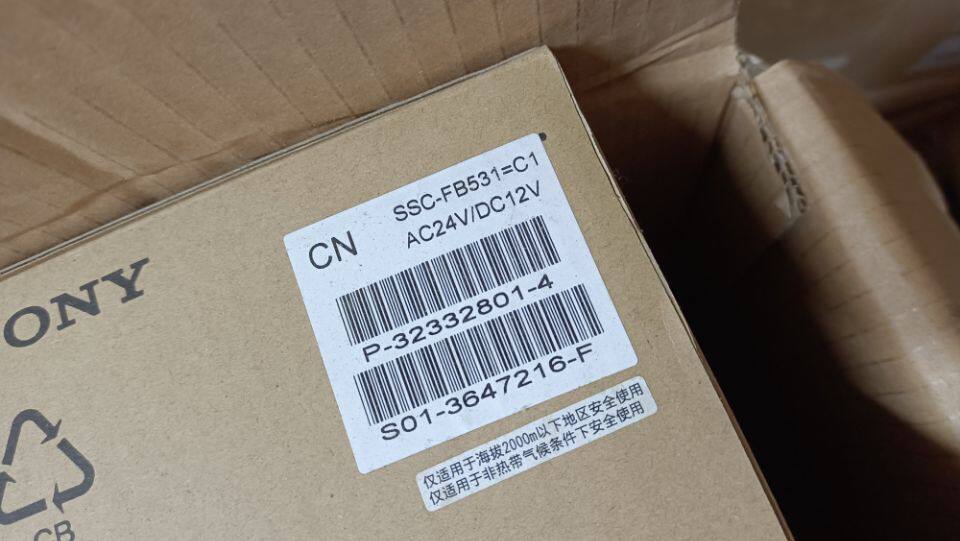 SSC-FB531=C1
CN
AC24V/DC12V
P-32332801-4
S01-3647216-F
ONY
仅适用于海拔2000m以下地区安全使用
仅适用于非热带气候条件下安全使用
CB